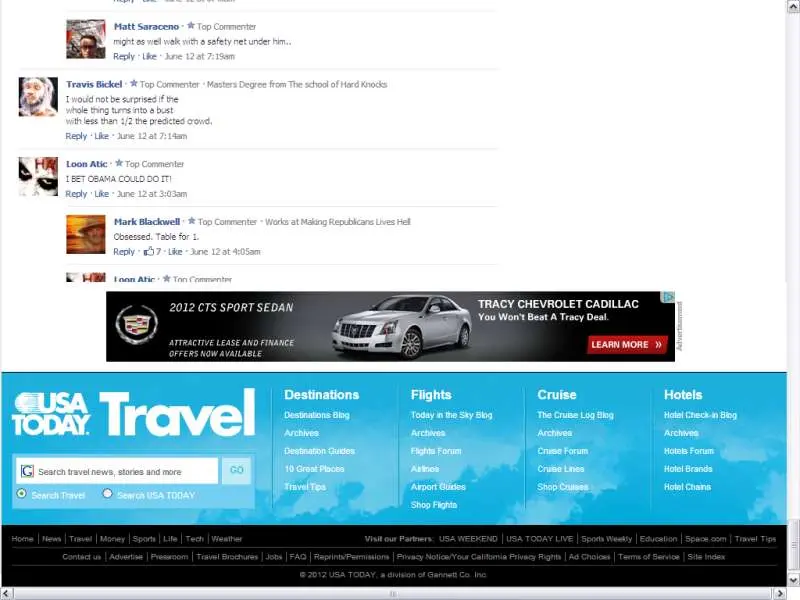 Matt Saraceno · Top Commenter
might as well walk with a safety net under him..
Reply · Like · June 12 at 7:19am
Travis Bickel · Top Commenter · Masters Degree from The school of Hard Knocks
I would not be surprised if the
whole thing turns into a bust
with less than 1/2 the predicted crowd.
Reply · Like · June 12 at 7:14am
Loon Atic · Top Commenter
I BET OBAMA COULD DO IT!
Reply · Like · June 12 at 3:03am
Mark Blackwell · Top Commenter · Works at Making Republicans Lives Hell
Obsessed. Table for 1.
Reply · 7 · Like · June 12 at 4:05am
Loon Atic · Top Commenter
2012 CTS SPORT SEDAN
ATTRACTIVE LEASE AND FINANCE
OFFERS NOW AVAILABLE
TRACY CHEVROLET CADILLAC
You Won't Beat A Tracy Deal.
LEARN MORE »
Advertisement
USA TODAY Travel
Search travel news, stories and more
GO
Search Travel
Search USA TODAY
Destinations
Destinations Blog
Archives
Destination Guides
10 Great Places
Travel Tips
Flights
Today in the Sky Blog
Archives
Flights Forum
Airlines
Airport Guides
Shop Flights
Cruise
The Cruise Log Blog
Archives
Cruise Forum
Cruise Lines
Shop Cruises
Hotels
Hotel Check-in Blog
Archives
Hotels Forum
Hotel Brands
Hotel Chains
Home | News | Travel | Money | Sports | Life | Tech | Weather
Visit our Partners: USA WEEKEND | USA TODAY LIVE | Sports Weekly | Education | Space.com | Travel Tips
Contact us | Advertise | Pressroom | Travel Brochures | Jobs | FAQ | Reprints/Permissions | Privacy Notice/Your California Privacy Rights | Ad Choices | Terms of Service | Site Index
© 2012 USA TODAY, a division of Gannett Co. Inc.